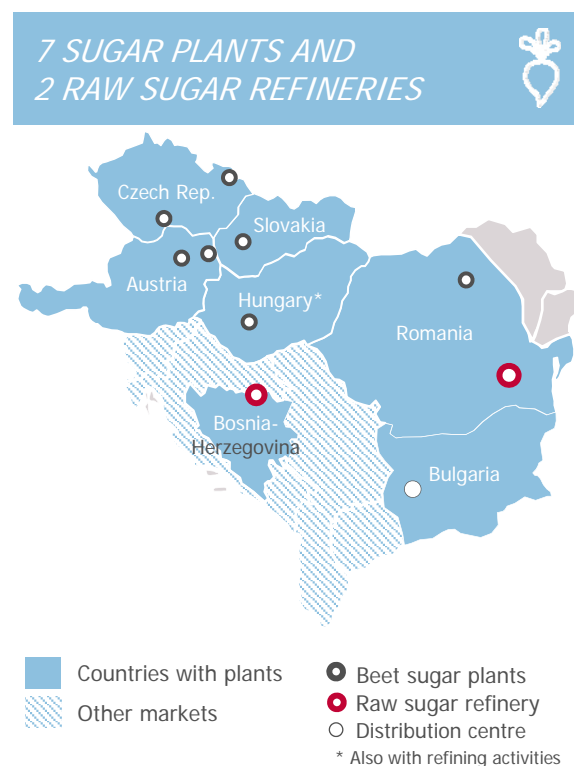 7 SUGAR PLANTS AND
2 RAW SUGAR REFINERIES
Czech Rep.
Slovakia
Austria
Hungary*
Romania
Bosnia-
Herzegovina
Bulgaria
Countries with plants
Other markets
Beet sugar plants
Raw sugar refinery
Distribution centre
* Also with refining activities